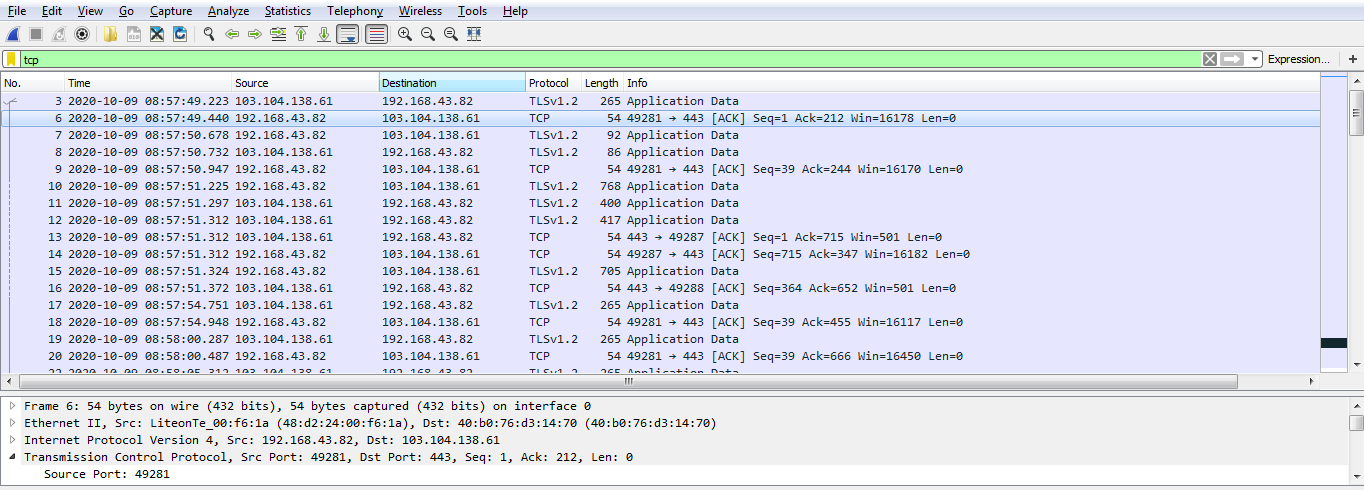 File Edit View Go Capture Analyze Statistics Telephony Wireless Tools Help
tcp Expression... +
No. Time Source Destination Protocol Length Info
3 2020-10-09 08:57:49.223 103.104.138.61 192.168.43.82 TLSv1.2 265 Application Data
6 2020-10-09 08:57:49.440 192.168.43.82 103.104.138.61 TCP 54 49281 → 443 [ACK] Seq=1 Ack=212 Win=16178 Len=0
7 2020-10-09 08:57:50.678 192.168.43.82 103.104.138.61 TLSv1.2 92 Application Data
8 2020-10-09 08:57:50.732 103.104.138.61 192.168.43.82 TLSv1.2 86 Application Data
9 2020-10-09 08:57:50.947 192.168.43.82 103.104.138.61 TCP 54 49281 → 443 [ACK] Seq=39 Ack=244 Win=16170 Len=0
10 2020-10-09 08:57:51.225 192.168.43.82 103.104.138.61 TLSv1.2 768 Application Data
11 2020-10-09 08:57:51.297 103.104.138.61 192.168.43.82 TLSv1.2 400 Application Data
12 2020-10-09 08:57:51.312 103.104.138.61 192.168.43.82 TLSv1.2 417 Application Data
13 2020-10-09 08:57:51.312 103.104.138.61 192.168.43.82 TCP 54 443 → 49287 [ACK] Seq=1 Ack=715 Win=501 Len=0
14 2020-10-09 08:57:51.312 192.168.43.82 103.104.138.61 TCP 54 49287 → 443 [ACK] Seq=715 Ack=347 Win=16182 Len=0
15 2020-10-09 08:57:51.324 192.168.43.82 103.104.138.61 TLSv1.2 705 Application Data
16 2020-10-09 08:57:51.372 103.104.138.61 192.168.43.82 TCP 54 443 → 49288 [ACK] Seq=364 Ack=652 Win=501 Len=0
17 2020-10-09 08:57:54.751 103.104.138.61 192.168.43.82 TLSv1.2 265 Application Data
18 2020-10-09 08:57:54.948 192.168.43.82 103.104.138.61 TCP 54 49281 → 443 [ACK] Seq=39 Ack=455 Win=16117 Len=0
19 2020-10-09 08:58:00.287 103.104.138.61 192.168.43.82 TLSv1.2 265 Application Data
20 2020-10-09 08:58:00.487 192.168.43.82 103.104.138.61 TCP 54 49281 → 443 [ACK] Seq=39 Ack=666 Win=16450 Len=0
22 2020-10-09 08:58:05.312 103.104.138.61 192.168.43.82 TLSv1.2 265 Application Data
Frame 6: 54 bytes on wire (432 bits), 54 bytes captured (432 bits) on interface 0
Ethernet II, Src: LiteonTe_00:f6:1a (48:d2:24:00:f6:1a), Dst: 40:b0:76:d3:14:70 (40:b0:76:d3:14:70)
Internet Protocol Version 4, Src: 192.168.43.82, Dst: 103.104.138.61
Transmission Control Protocol, Src Port: 49281, Dst Port: 443, Seq: 1, Ack: 212, Len: 0
Source Port: 49281